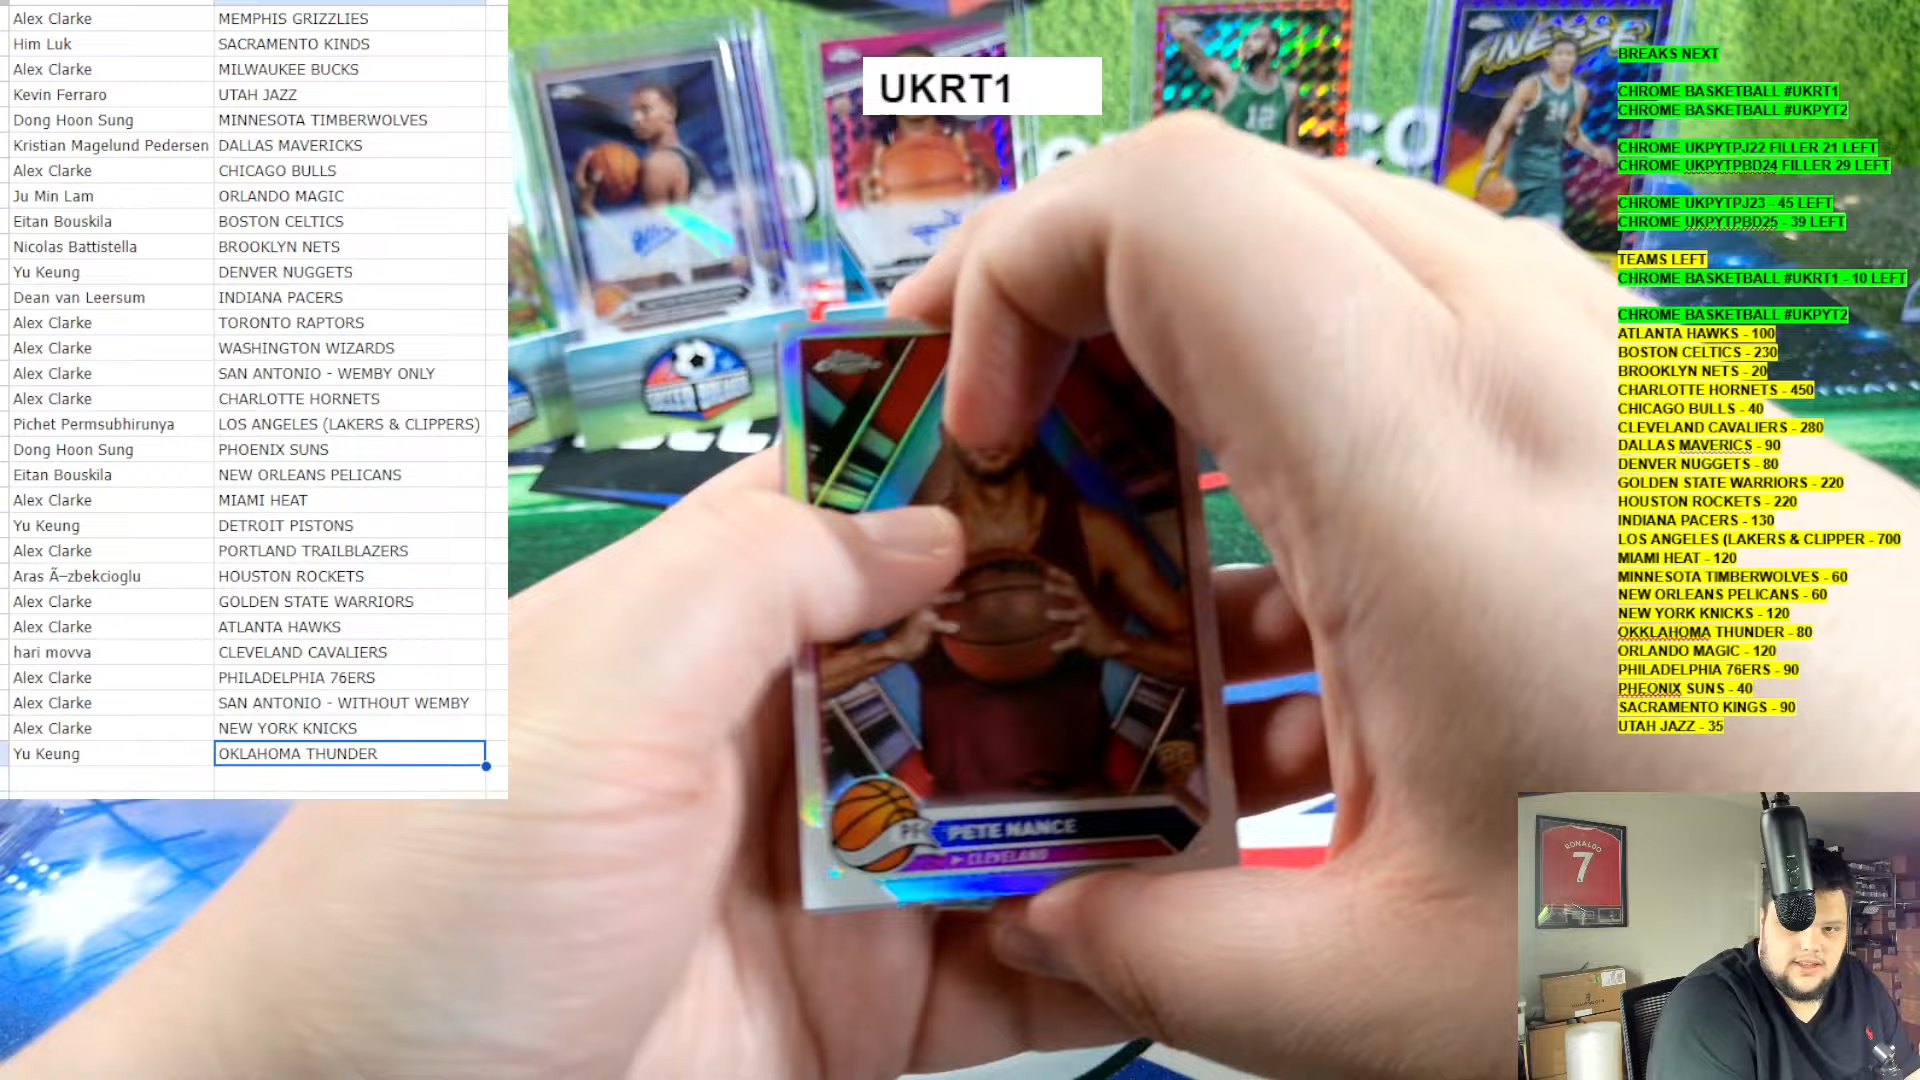 Alex Clarke MEMPHIS GRIZZLIES
Him Luk SACRAMENTO KINDS
Alex Clarke MILWAUKEE BUCKS
Kevin Ferraro UTAH JAZZ
Dong Hoon Sung MINNESOTA TIMBERWOLVES
Kristian Magelund Pedersen DALLAS MAVERICKS
Alex Clarke CHICAGO BULLS
Ju Min Lam ORLANDO MAGIC
Eitan Bouskila BOSTON CELTICS
Nicolas Battistella BROOKLYN NETS
Yu Keung DENVER NUGGETS
Dean van Leersum INDIANA PACERS
Alex Clarke TORONTO RAPTORS
Alex Clarke WASHINGTON WIZARDS
Alex Clarke SAN ANTONIO - WEMBY ONLY
Alex Clarke CHARLOTTE HORNETS
Pichet Permsubhirunya LOS ANGELES (LAKERS & CLIPPERS)
Dong Hoon Sung PHOENIX SUNS
Eitan Bouskila NEW ORLEANS PELICANS
Alex Clarke MIAMI HEAT
Yu Keung DETROIT PISTONS
Alex Clarke PORTLAND TRAILBLAZERS
Aras Ã–zbekcioglu HOUSTON ROCKETS
Alex Clarke GOLDEN STATE WARRIORS
Alex Clarke ATLANTA HAWKS
hari movva CLEVELAND CAVALIERS
Alex Clarke PHILADELPHIA 76ERS
Alex Clarke SAN ANTONIO - WITHOUT WEMBY
Alex Clarke NEW YORK KNICKS
Yu Keung OKLAHOMA THUNDER
UKRT1
FINESSE
12
34
PF PETE NANCE
CLEVELAND
BREAKS NEXT
CHROME BASKETBALL #UKRT1
CHROME BASKETBALL #UKPYT2
CHROME UKPYTPJ22 FILLER 21 LEFT
CHROME UKPYTPBD24 FILLER 29 LEFT
CHROME UKPYTPJ23 - 45 LEFT
CHROME UKPYTPBD25 - 39 LEFT
TEAMS LEFT
CHROME BASKETBALL #UKRT1 - 10 LEFT
CHROME BASKETBALL #UKPYT2
ATLANTA HAWKS - 100
BOSTON CELTICS - 230
BROOKLYN NETS - 20
CHARLOTTE HORNETS - 450
CHICAGO BULLS - 40
CLEVELAND CAVALIERS - 280
DALLAS MAVERICS - 90
DENVER NUGGETS - 80
GOLDEN STATE WARRIORS - 220
HOUSTON ROCKETS - 220
INDIANA PACERS - 130
LOS ANGELES (LAKERS & CLIPPER - 700
MIAMI HEAT - 120
MINNESOTA TIMBERWOLVES - 60
NEW ORLEANS PELICANS - 60
NEW YORK KNICKS - 120
OKKLAHOMA THUNDER - 80
ORLANDO MAGIC - 120
PHILADELPHIA 76ERS - 90
PHEONIX SUNS - 40
SACRAMENTO KINGS - 90
UTAH JAZZ - 35
RONALDO
7